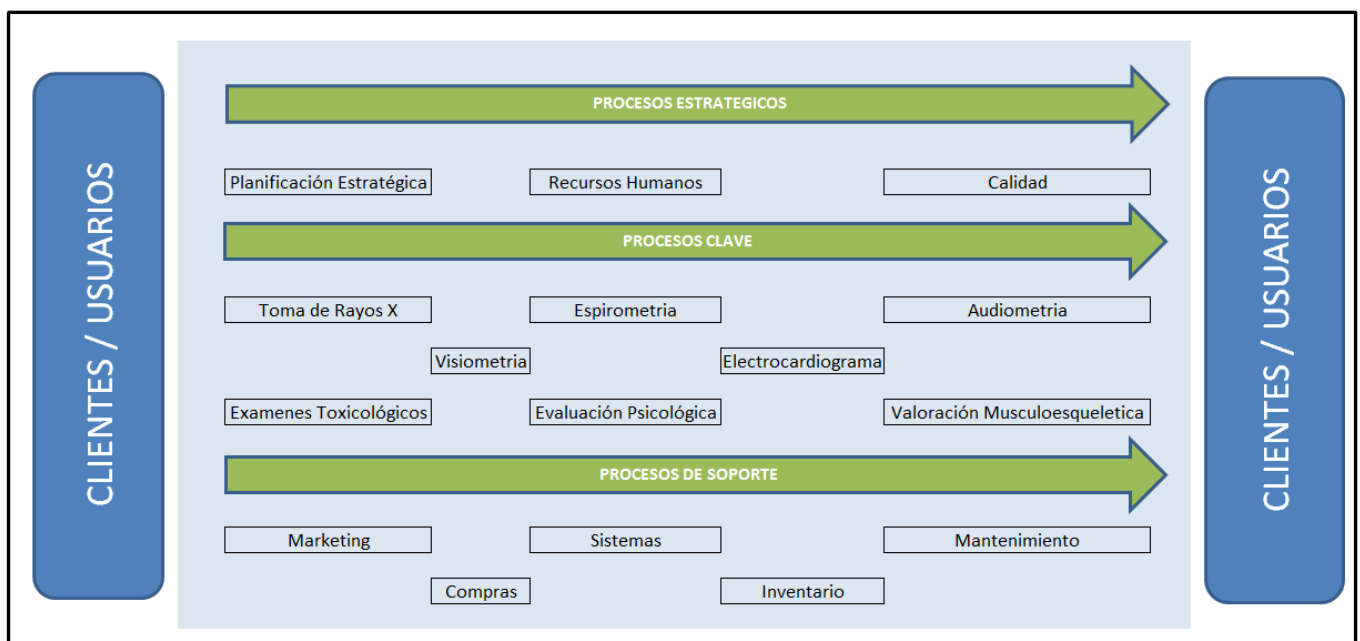 CLIENTES / USUARIOS
PROCESOS ESTRATEGICOS
Planificación Estratégica
Recursos Humanos
Calidad
PROCESOS CLAVE
Toma de Rayos X
Espirometria
Audiometria
Visiometria
Electrocardiograma
Examenes Toxicológicos
Evaluación Psicológica
Valoración Musculoesqueletica
PROCESOS DE SOPORTE
Marketing
Sistemas
Mantenimiento
Compras
Inventario
CLIENTES / USUARIOS